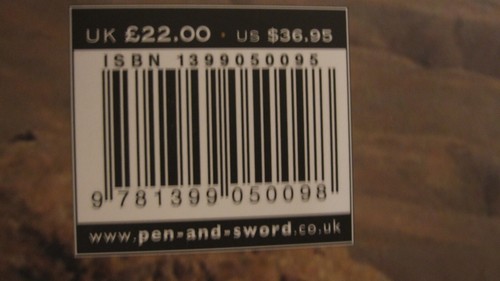 UK £22.00 · US $36.95
ISBN 1399050095
9 781399 050098
www.pen-and-sword.co.uk